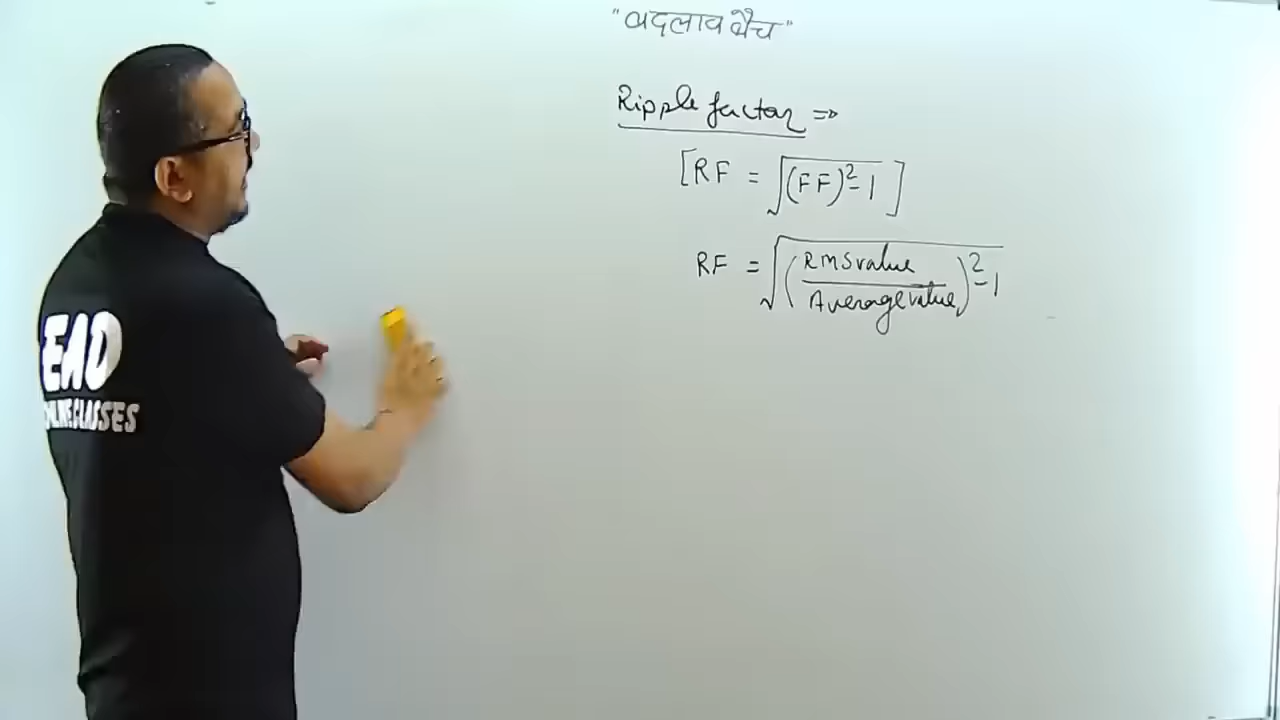 "बदलाव बैच"
Ripple factor ⇒
[RF = √(FF)²-1 ]
RF = √(RMS value / Average value)²-1
EAD
ONLINE CLASSES